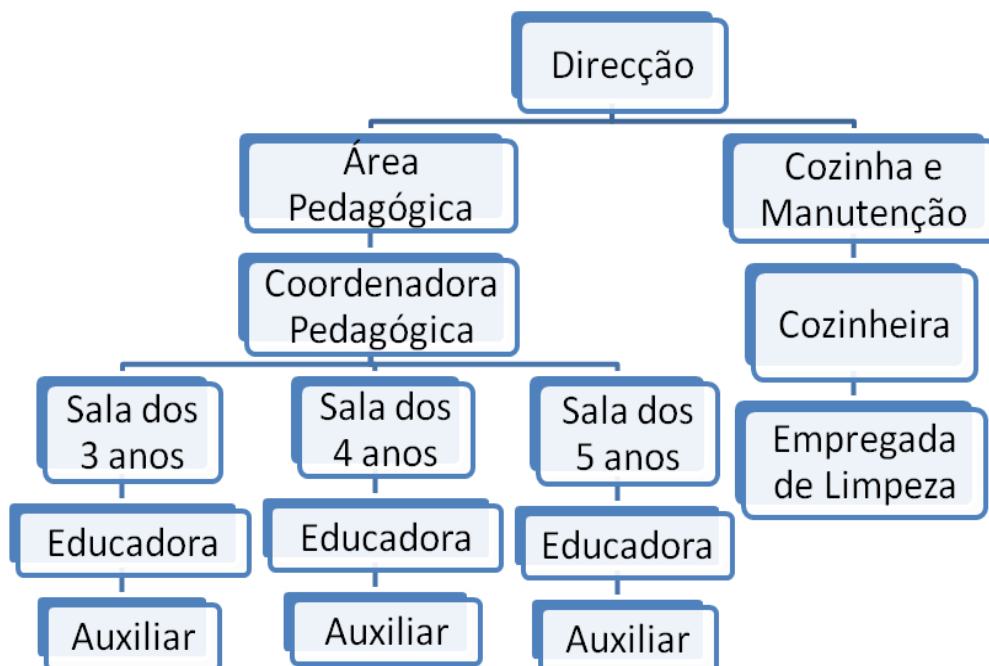 Direcção
Área
Pedagógica
Cozinha e
Manutenção
Coordenadora
Pedagógica
Cozinheira
Sala dos
3 anos
Sala dos
4 anos
Sala dos
5 anos
Empregada
de Limpeza
Educadora
Educadora
Educadora
Auxiliar
Auxiliar
Auxiliar